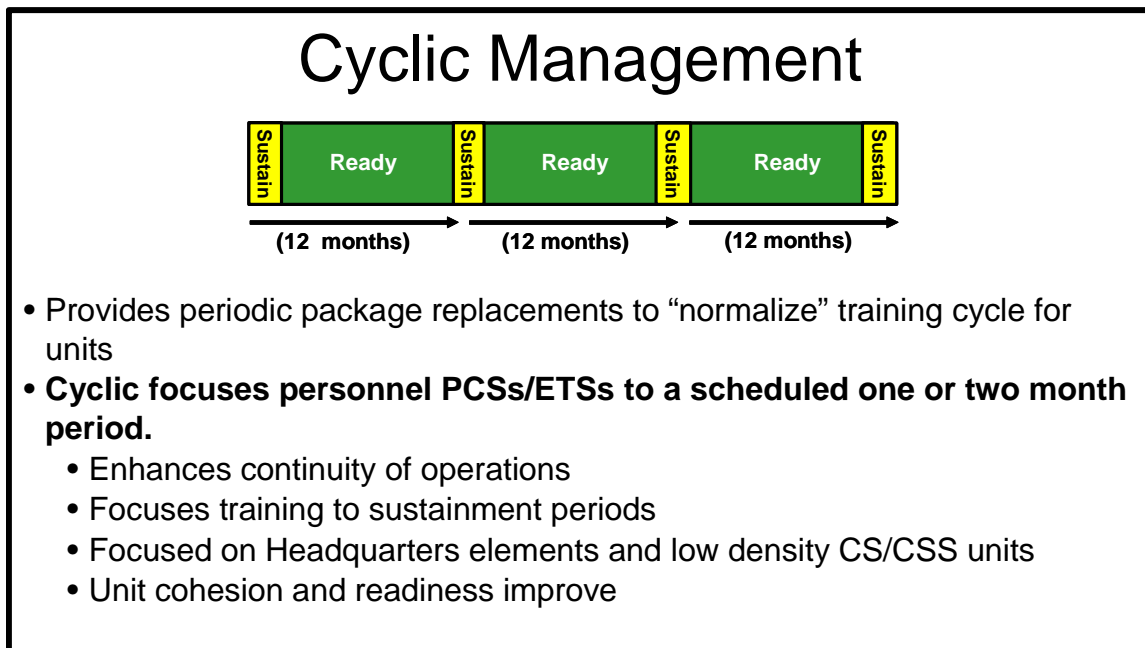 Cyclic Management
Sustain
Ready
Sustain
Ready
Sustain
Ready
Sustain
(12 months)
(12 months)
(12 months)
• Provides periodic package replacements to “normalize” training cycle for
units
• Cyclic focuses personnel PCSs/ETSs to a scheduled one or two month
period.
• Enhances continuity of operations
• Focuses training to sustainment periods
• Focused on Headquarters elements and low density CS/CSS units
• Unit cohesion and readiness improve